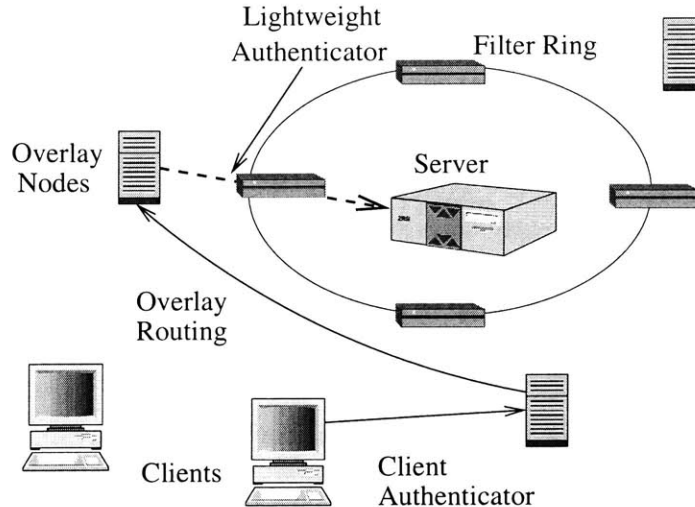 Lightweight
Authenticator
Filter Ring
Overlay
Nodes
Server
Overlay
Routing
Clients
Client
Authenticator